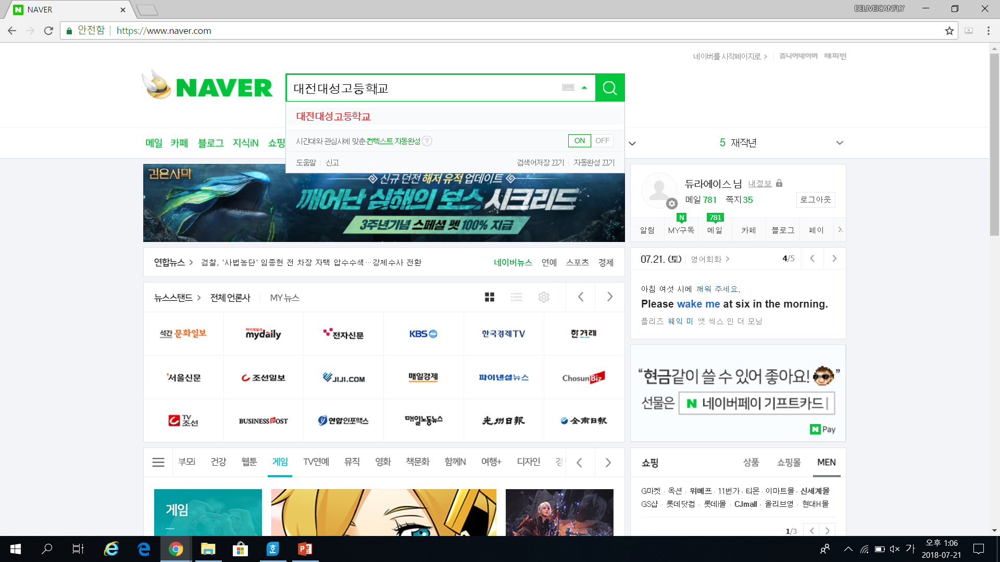 NAVER
BELIVEICANFLY
안전함 https://www.naver.com
네이버를 시작페이지로 쥬니어네이버 해피빈
NAVER 대전대성고등학교
대전대성고등학교
시간대와 관심사에 맞춘 컨텍스트 자동완성 ? ON OFF
도움말 신고 검색어저장 끄기 자동완성 끄기
메일 카페 블로그 지식iN 쇼핑 5 재작년
검은사막
신규 던전 해저 유적 업데이트
깨어난 심해의 보스 시크리드
3주년기념 스페셜 펫 100% 지급
듀라에이스 님 내정보
메일 781 쪽지 35 로그아웃
N 781
알림 MY구독 메일 카페 블로그 페이
연합뉴스 검찰, '사법농단' 임종헌 전 차장 자택 압수수색…강제수사 전환 네이버뉴스 연예 스포츠 경제
07.21. (토) 영어회화 4/5
아침 여섯 시에 깨워 주세요.
Please wake me at six in the morning.
플리즈 웨익 미 앳 씩스 인 더 모닝
뉴스스탠드 전체 언론사 MY 뉴스
석간 문화일보 마이데일리 mydaily 전자신문 KBS 한국경제TV 한겨레
서울신문 조선일보 JIJI.COM 매일경제 파이낸셜뉴스 ChosunBiz
TV조선 BUSINESSPOST 연합인포맥스 매일노동뉴스 光州日報 全南日報
“현금같이 쓸 수 있어 좋아요! ”
선물은 N 네이버페이 기프트카드
N Pay
부모i 건강 웹툰 게임 TV연예 뮤직 영화 책문화 함께N 여행+ 디자인 경
쇼핑 상품 쇼핑몰 MEN
G마켓 · 옥션 · 위메프 · 11번가 · 티몬 · 이마트몰 · 신세계몰
GS샵 · 롯데닷컴 · 롯데i몰 · CJmall · 올리브영 · 현대H몰
1/3
게임
호 가 오후 1:06
2018-07-21